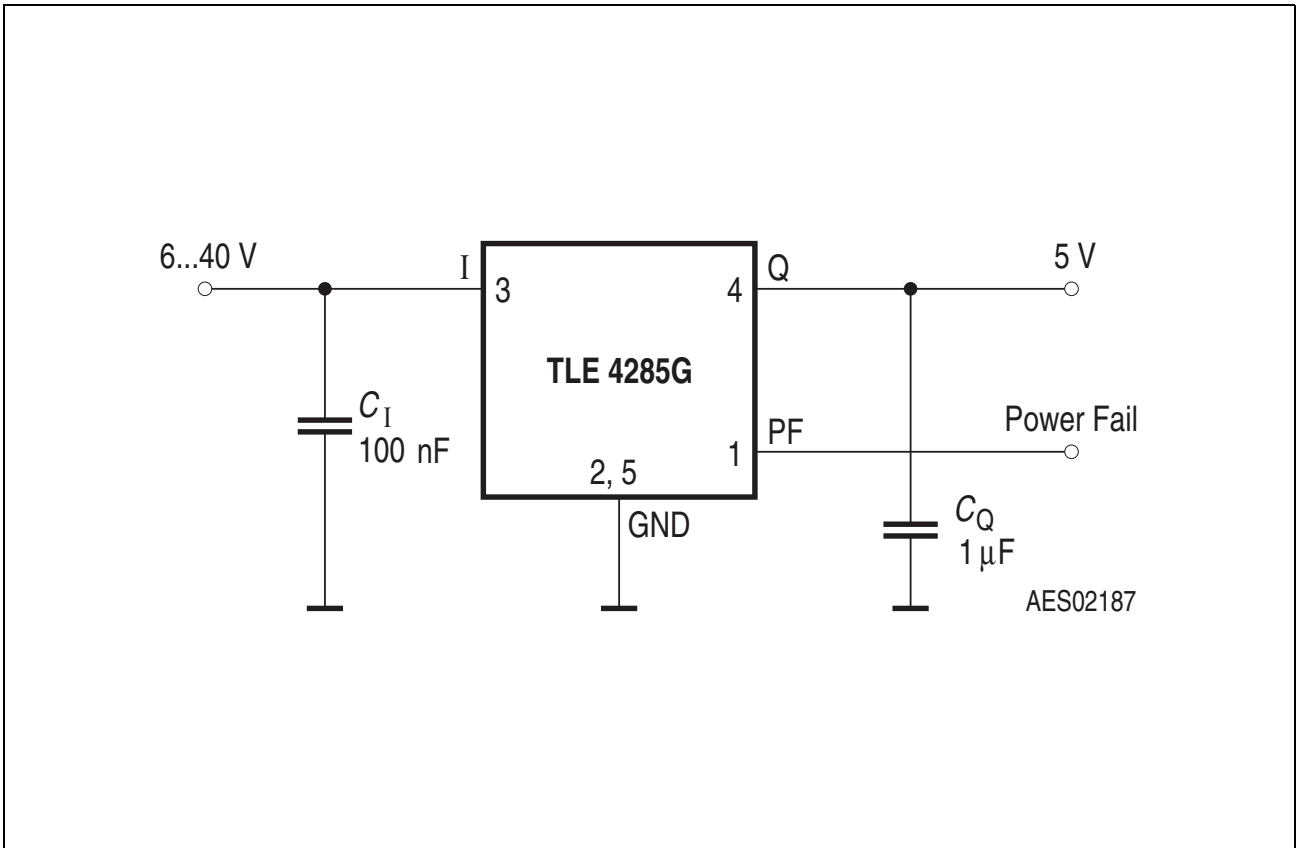 6...40 V
I
Q
5 V
3
4
TLE 4285G
C I
100 nF
PF
Power Fail
1
2, 5
GND
C Q
1 μF
AES02187